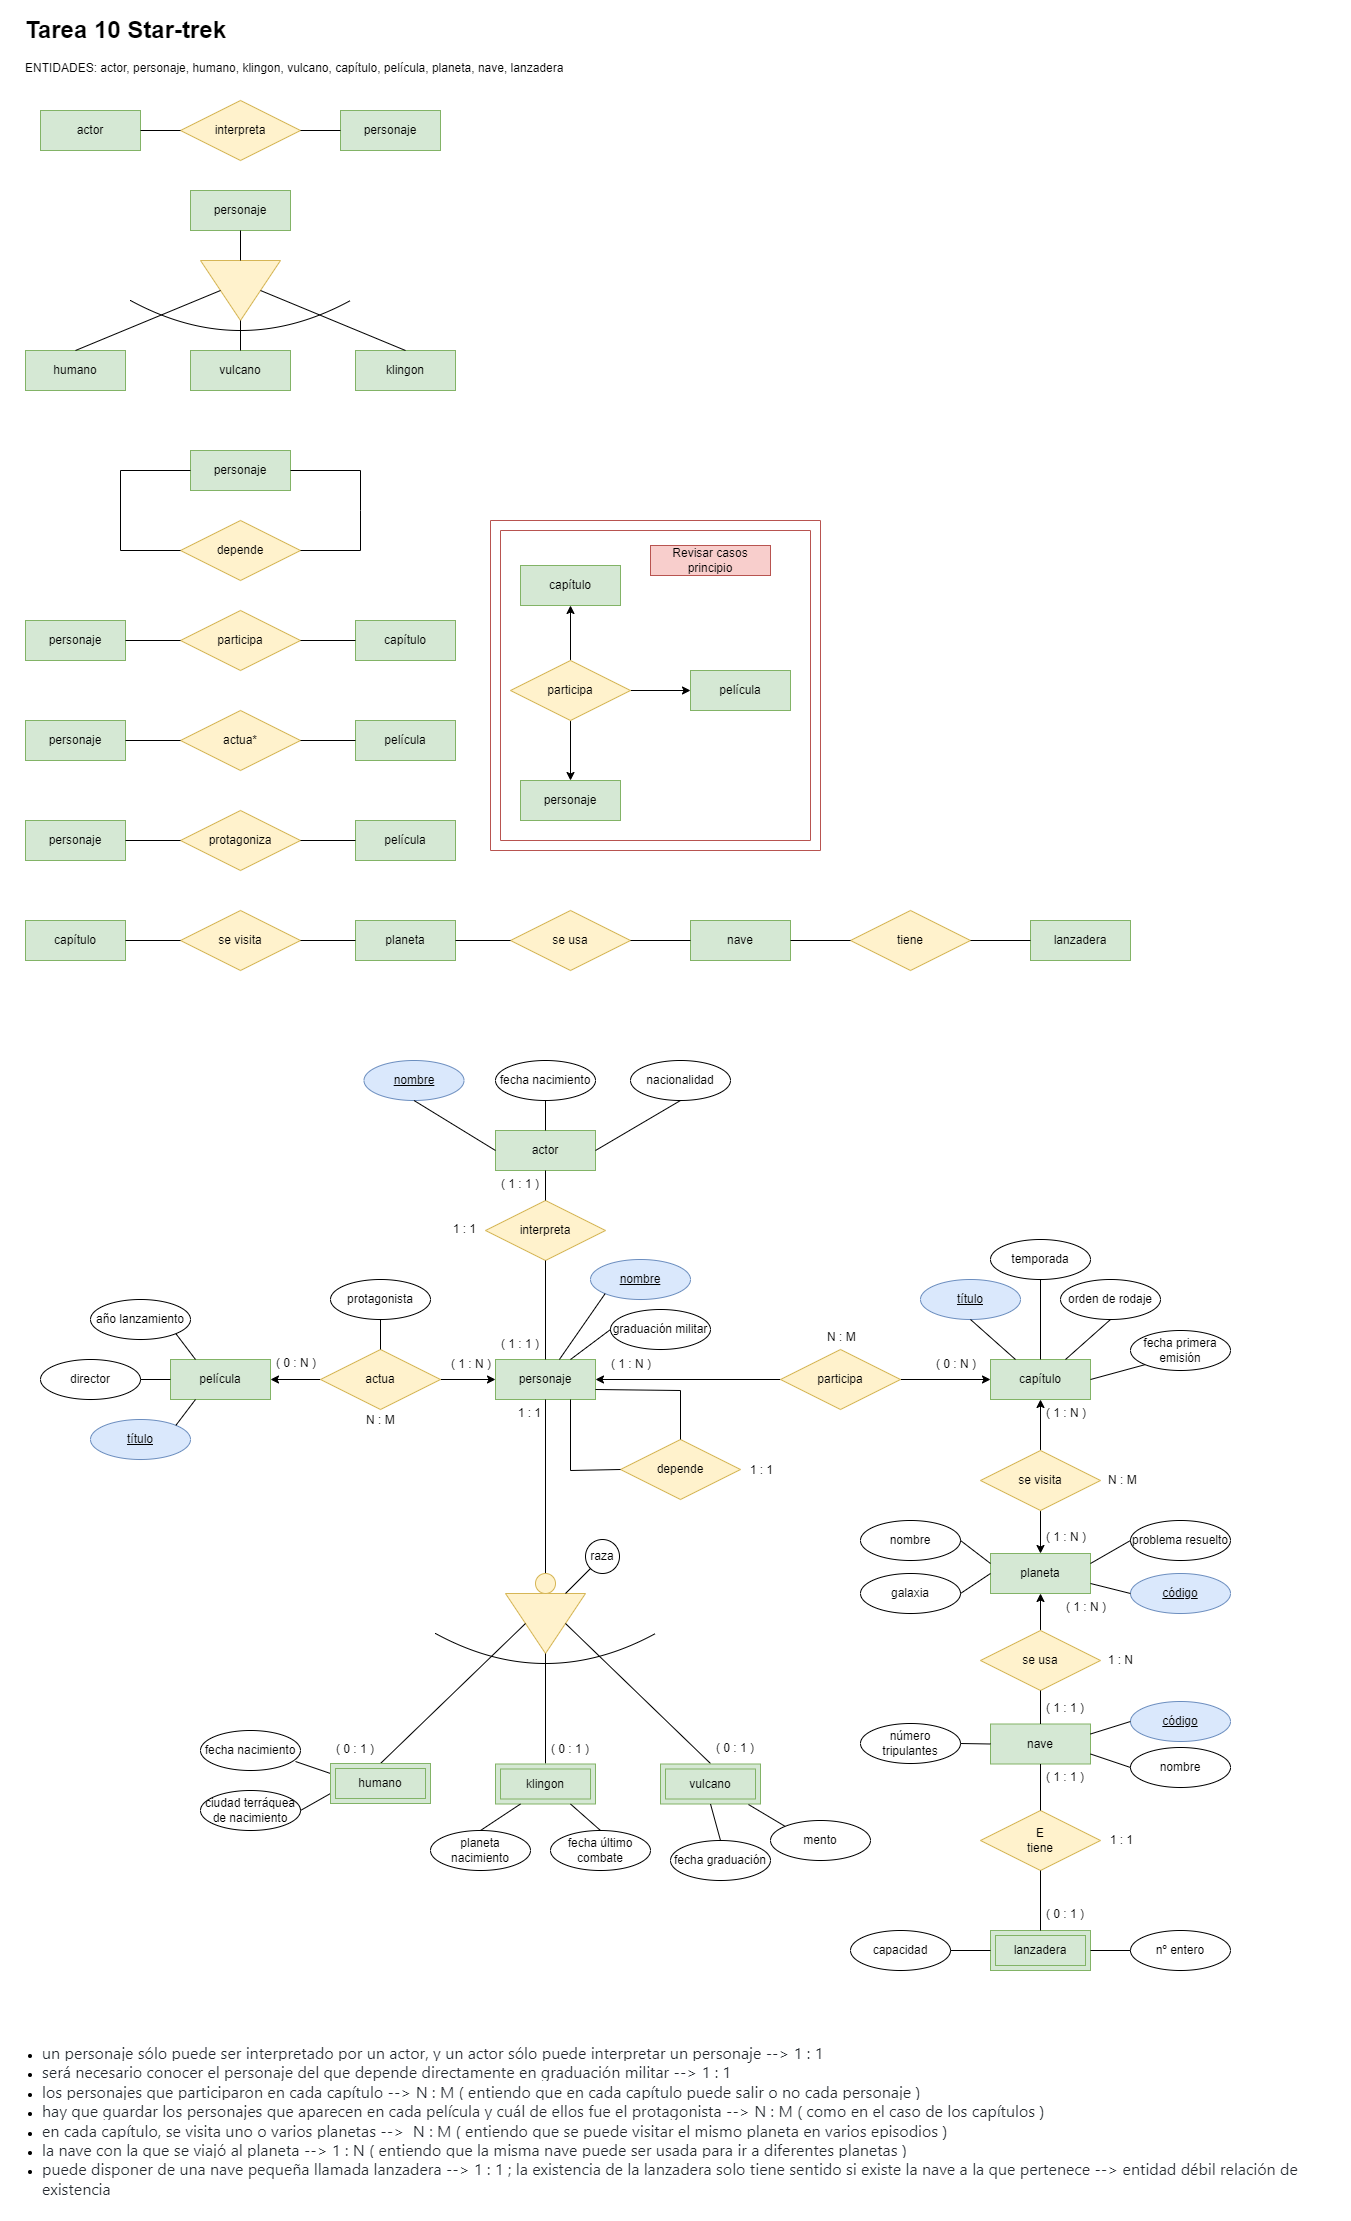 Tarea 10 Star-trek
ENTIDADES: actor, personaje, humano, klingon, vulcano, capítulo, película, planeta, nave, lanzadera
actor
interpreta
personaje
personaje
humano
vulcano
klingon
personaje
depende
Revisar casos
principio
capítulo
participa
película
personaje
personaje
participa
capítulo
personaje
actua*
película
personaje
protagoniza
película
capítulo
se visita
planeta
se usa
nave
tiene
lanzadera
nombre
fecha nacimiento
nacionalidad
actor
( 1 : 1 )
1 : 1
interpreta
nombre
graduación militar
( 1 : 1 )
protagonista
año lanzamiento
director
película
título
( 0 : N )
actua
N : M
( 1 : N )
personaje
( 1 : N )
1 : 1
depende
1 : 1
N : M
participa
( 0 : N )
temporada
título
orden de rodaje
fecha primera
emisión
capítulo
( 1 : N )
se visita
N : M
( 1 : N )
nombre
problema resuelto
planeta
galaxia
código
( 1 : N )
se usa
1 : N
( 1 : 1 )
número
tripulantes
nave
código
nombre
( 1 : 1 )
E
tiene
1 : 1
( 0 : 1 )
capacidad
lanzadera
nº entero
raza
fecha nacimiento
( 0 : 1 )
humano
ciudad terráquea
de nacimiento
( 0 : 1 )
klingon
planeta
nacimiento
fecha último
combate
( 0 : 1 )
vulcano
fecha graduación
mento
• un personaje sólo puede ser interpretado por un actor, y un actor sólo puede interpretar un personaje --> 1 : 1
• será necesario conocer el personaje del que depende directamente en graduación militar --> 1 : 1
• los personajes que participaron en cada capítulo --> N : M ( entiendo que en cada capítulo puede salir o no cada personaje )
• hay que guardar los personajes que aparecen en cada película y cuál de ellos fue el protagonista --> N : M ( como en el caso de los capítulos )
• en cada capítulo, se visita uno o varios planetas --> N : M ( entiendo que se puede visitar el mismo planeta en varios episodios )
• la nave con la que se viajó al planeta --> 1 : N ( entiendo que la misma nave puede ser usada para ir a diferentes planetas )
• puede disponer de una nave pequeña llamada lanzadera --> 1 : 1 ; la existencia de la lanzadera solo tiene sentido si existe la nave a la que pertenece --> entidad débil relación de
existencia